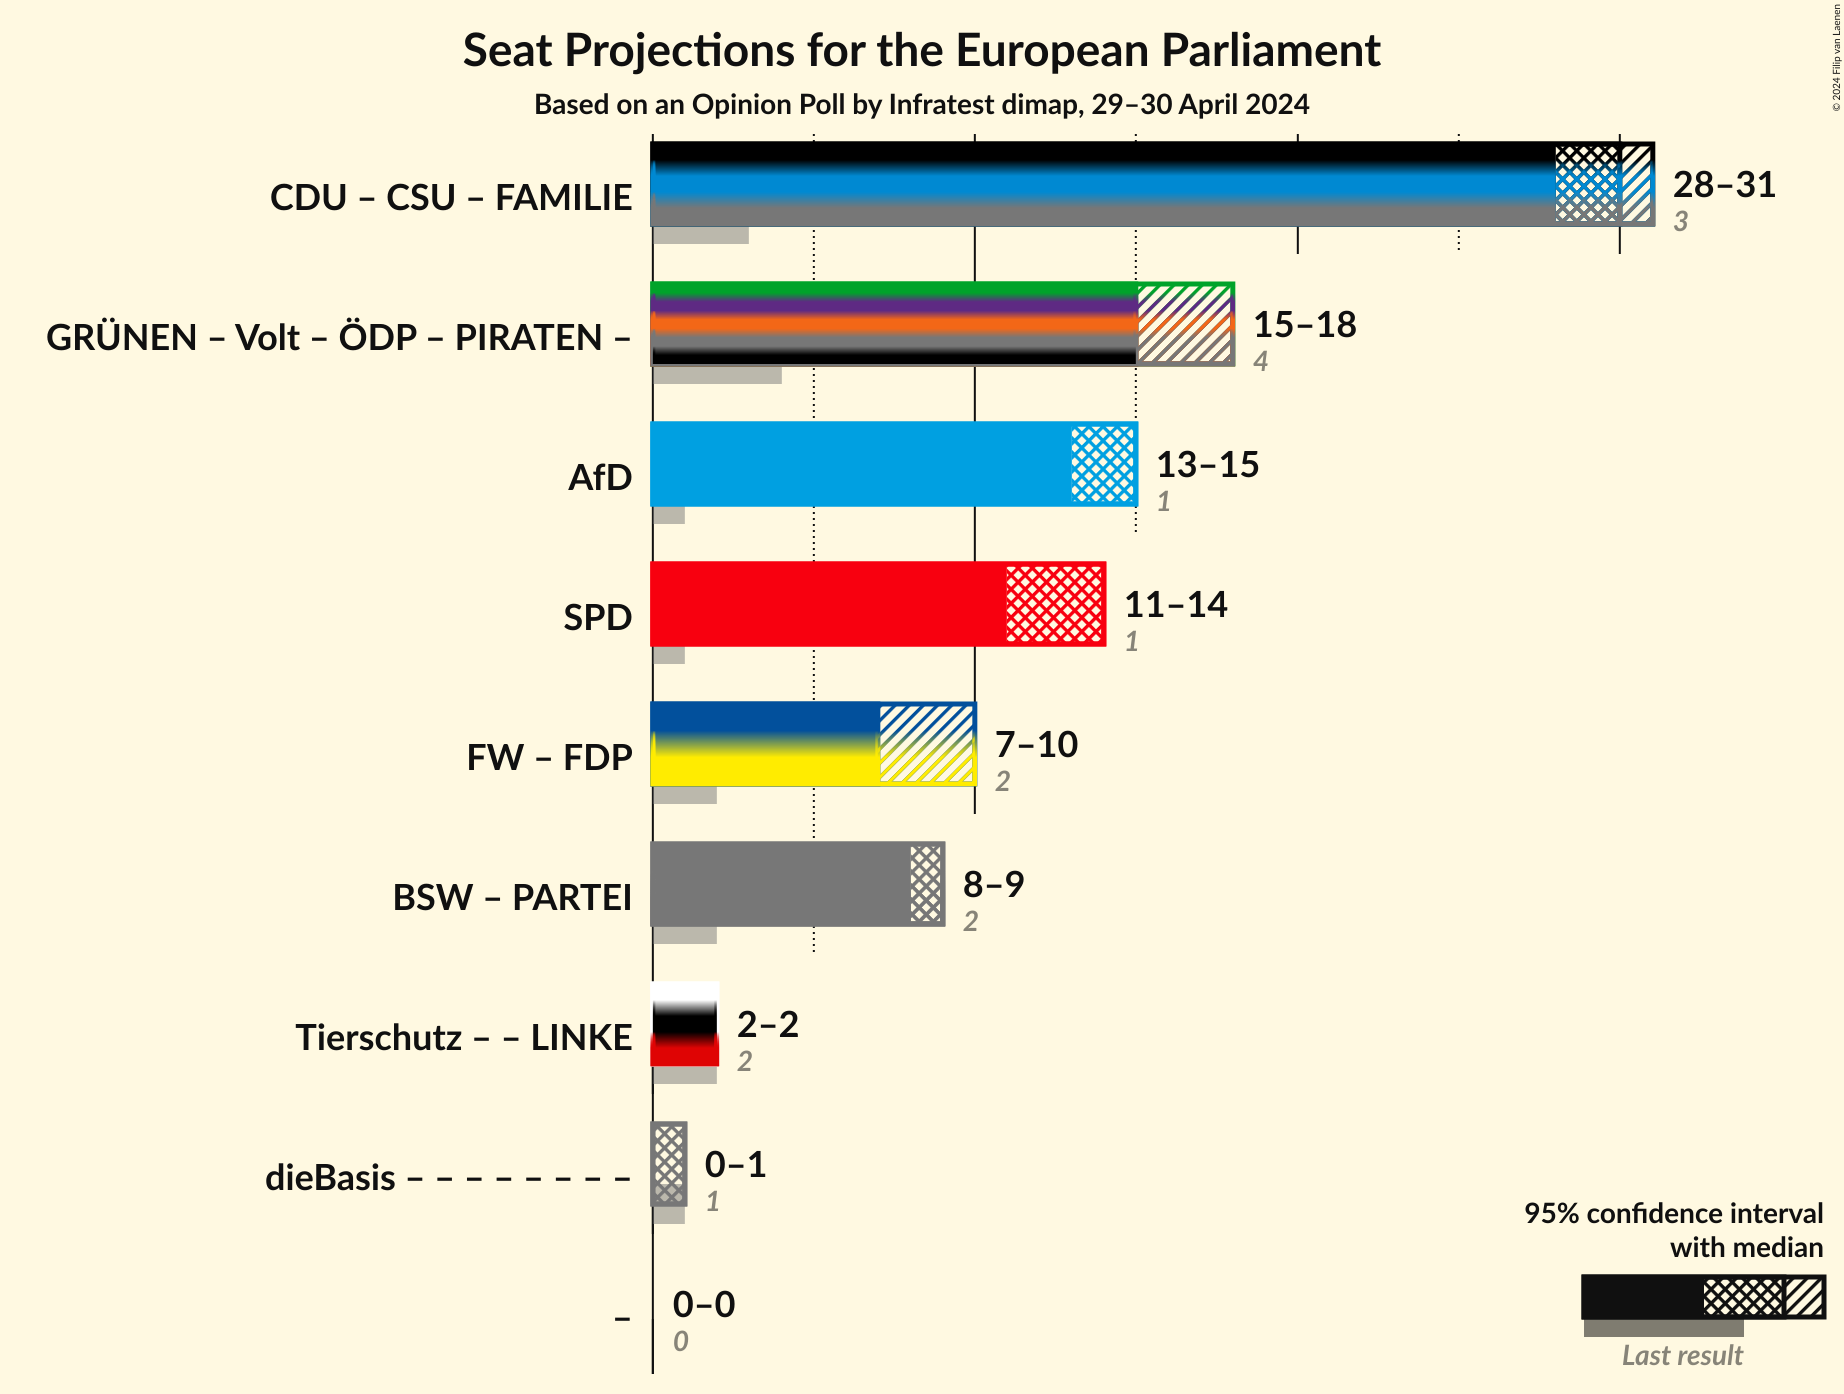 Seat Projections for the European Parliament
Based on an Opinion Poll by Infratest dimap, 29–30 April 2024
© 2024 Filip van Laenen
CDU – CSU – FAMILIE
28–31
3
GRÜNEN – Volt – ÖDP – PIRATEN –
15–18
4
AfD
13–15
1
SPD
11–14
1
FW – FDP
7–10
2
BSW – PARTEI
8–9
2
Tierschutz – – LINKE
2–2
2
dieBasis – – – – – – – –
0–1
1
–
0–0
0
95% confidence interval
with median
Last result